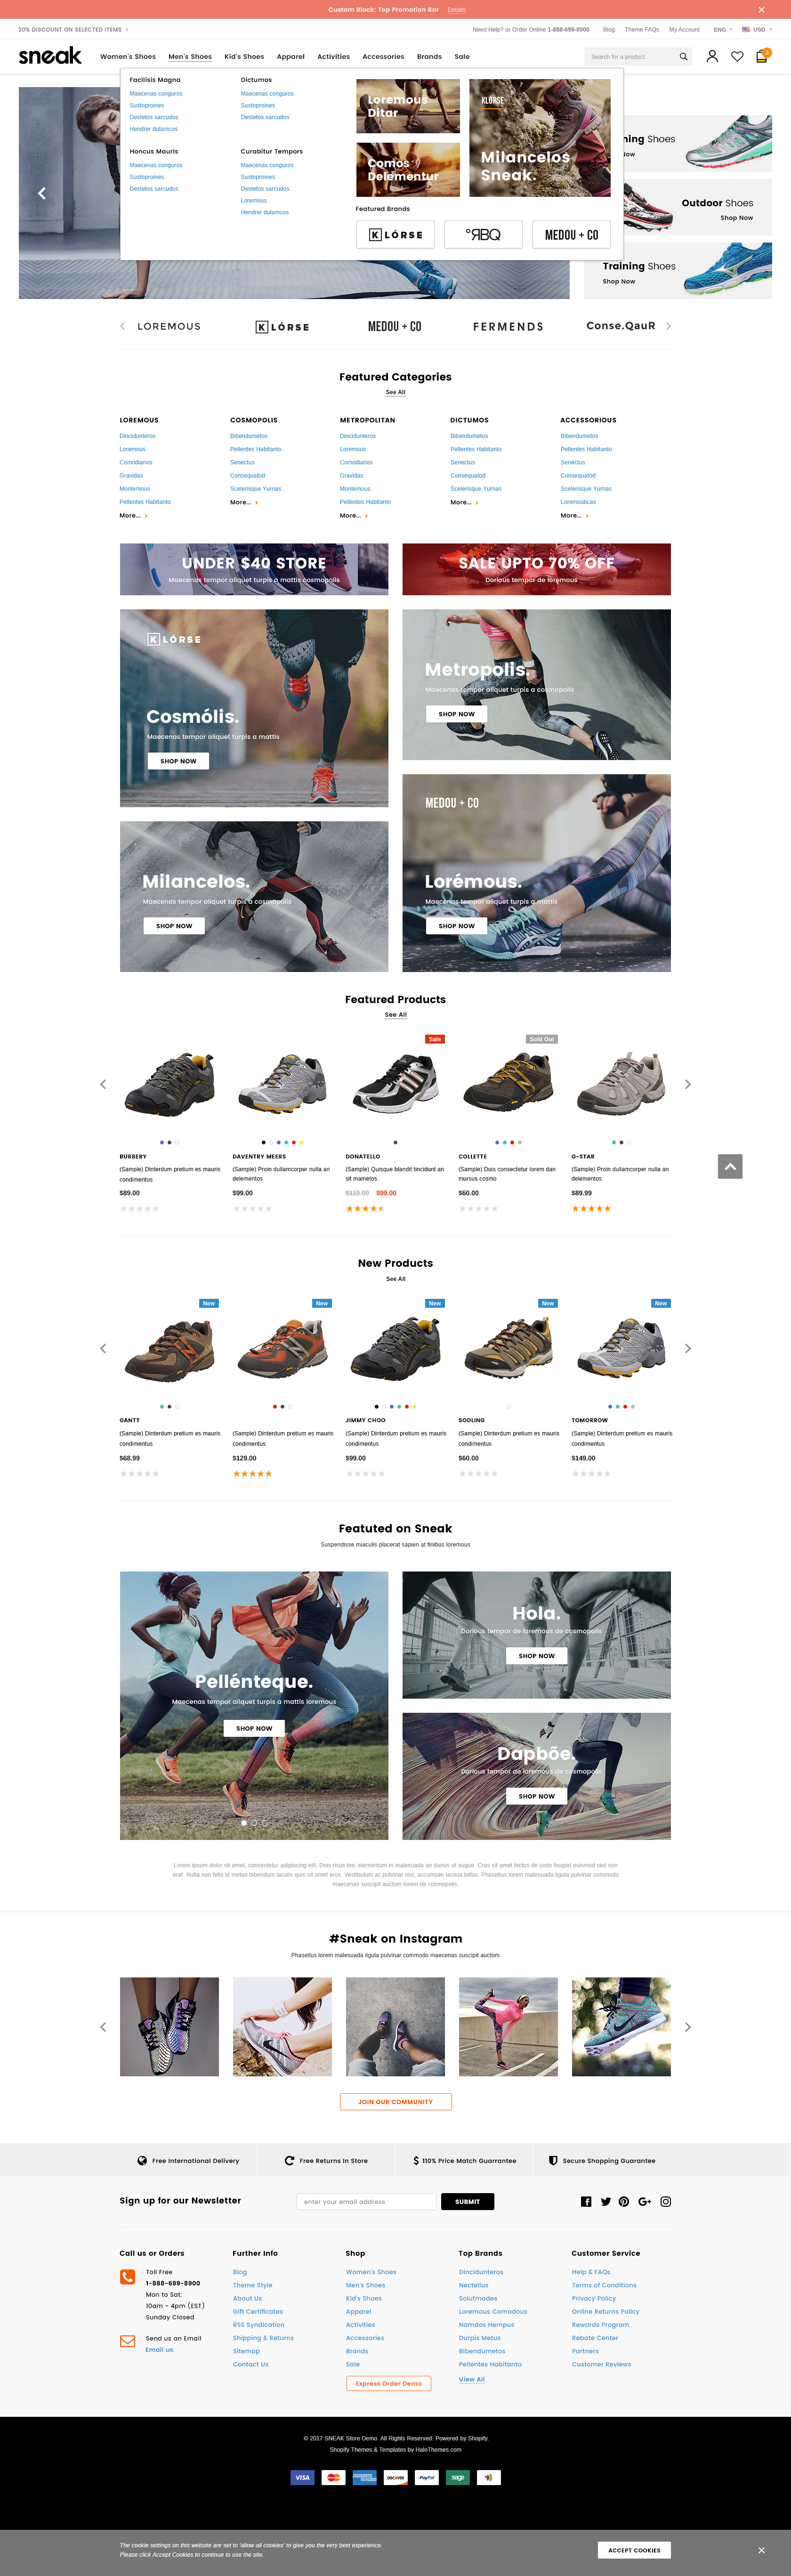 Custom Block: Top Promotion Bar Details
20% DISCOUNT ON SELECTED ITEMS
Need Help? or Order Online 1-888-699-8900 Blog Theme FAQs My Account ENG USD
sneak Women's Shoes Men's Shoes Kid's Shoes Apparel Activities Accessories Brands Sale Search for a product...
Facilisis Magna
Maecenas conguros
Sustoproines
Destetos sarcudos
Hendrer dulamcos
Dictumos
Maecenas conguros
Sustoproines
Destetos sarcudos
Honcus Mauris
Maecenas conguros
Sustoproines
Destetos sarcudos
Curabitur Tempors
Maecenas conguros
Sustoproines
Destetos sarcudos
Loremous
Hendrer dulamcos
Loremous
Ditar
Comos
Delementur
KLÓRSE
Milancelos
Sneak.
Featured Brands
KLÓRSE
RBQ
MEDOU + CO
ning Shoes
Now
Outdoor Shoes
Shop Now
Training Shoes
Shop Now
LOREMOUS KLÓRSE MEDOU + CO FERMENDS Conse.QauR
Featured Categories
See All
LOREMOUS
Dincidunteros
Loremous
Comodianos
Gravidas
Montemous
Pellentes Habitanto
More...
COSMOPOLIS
Bibendumetos
Pellentes Habitanto
Senectus
Consequatod
Scelerisque Yurnas
More...
METROPOLITAN
Dincidunteros
Loremous
Comodianos
Gravidas
Montemous
Pellentes Habitanto
More...
DICTUMOS
Bibendumetos
Pellentes Habitanto
Senectus
Consequatod
Scelerisque Yurnas
More...
ACCESSORIOUS
Bibendumetos
Pellentes Habitanto
Senectus
Consequatod
Scelerisque Yurnas
Loremouticas
More...
UNDER $40 STORE
Maecenas tempor aliquet turpis a mattis cosmopolis
SALE UPTO 70% OFF
Dorious tempor de loremous
KLÓRSE
Cosmólis.
Maecenas tempor aliquet turpis a mattis
SHOP NOW
Metropolis.
Maecenas tempor aliquet turpis a cosmopolis
SHOP NOW
Milancelos.
Maecenas tempor aliquet turpis a cosmopolis
SHOP NOW
MEDOU + CO
Lorémous.
Maecenas tempor aliquet turpis a mattis
SHOP NOW
Featured Products
See All
BURBERY
(Sample) Dinterdum pretium es mauris
condimentus
$89.00
DAVENTRY MEERS
(Sample) Proin dullamcorper nulla an
delementos
$99.00
Sale
DONATELLO
(Sample) Quisque blandit tincidunt an
sit mametos
$119.00 $99.00
Sold Out
COLLETTE
(Sample) Duis consectetur lorem dan
mursus cosmo
$60.00
G-STAR
(Sample) Proin dullamcorper nulla an
delementos
$89.99
New Products
See All
New
GANTT
(Sample) Dinterdum pretium es mauris
condimentus
$68.99
New
(Sample) Dinterdum pretium es mauris
condimentus
$129.00
New
JIMMY CHOO
(Sample) Dinterdum pretium es mauris
condimentus
$99.00
New
SODLING
(Sample) Dinterdum pretium es mauris
condimentus
$60.00
New
TOMORROW
(Sample) Dinterdum pretium es mauris
condimentus
$149.00
Featuted on Sneak
Suspendisse miaculis placerat sapien at finibus loremous
Pellénteque.
Maecenas tempor aliquet turpis a mattis loremous
SHOP NOW
Hola.
Dorious tempor de loremous de cosmopolis
SHOP NOW
Dapbõe.
Dorious tempor de loremous de cosmopolis
SHOP NOW
Lorem ipsum dolor sit amet, consectetur adipiscing elit. Duis risus leo, elementum in malesuada an darius ut augue. Cras sit amet lectus de justo feugiat euismod sed non
erat. Nulla non felis id metus bibendum iaculis quis sit amet eros. Vestibulum ac pulvinar nisi, accumsan lacinia tellus. Phasellus lorem malesuada ligula pulvinar commodo
maecenas suscipit auctom lorem de cosmopolis.
#Sneak on Instagram
Phasellus lorem malesuada ligula pulvinar commodo maecenas suscipit auctom
JOIN OUR COMMUNITY
Free International Delivery Free Returns In Store 110% Price Match Guarrantee Secure Shopping Guarantee
Sign up for our Newsletter enter your email address SUBMIT
Call us or Orders
Toll Free
1-888-699-8900
Mon to Sat:
10am - 4pm (EST)
Sunday Closed
Send us an Email
Email us
Further Info
Blog
Theme Style
About Us
Gift Certificates
RSS Syndication
Shipping & Returns
Sitemap
Contact Us
Shop
Women's Shoes
Men's Shoes
Kid's Shoes
Apparel
Activities
Accessories
Brands
Sale
Express Order Demo
Top Brands
Dincidunteros
Nectellus
Solutmades
Loremous Comodous
Namdos Hempus
Durpis Metus
Bibendumetos
Pellentes Habitanto
View All
Customer Service
Help & FAQs
Terms of Conditions
Privacy Policy
Online Returns Policy
Rewards Program
Rebate Center
Partners
Customer Reviews
© 2017 SNEAK Store Demo. All Rights Reserved. Powered by Shopify.
Shopify Themes & Templates by HaloThemes.com
VISA DISCOVER PayPal sage
The cookie settings on this website are set to 'allow all cookies' to give you the very best experience.
Please click Accept Cookies to continue to use the site.
ACCEPT COOKIES